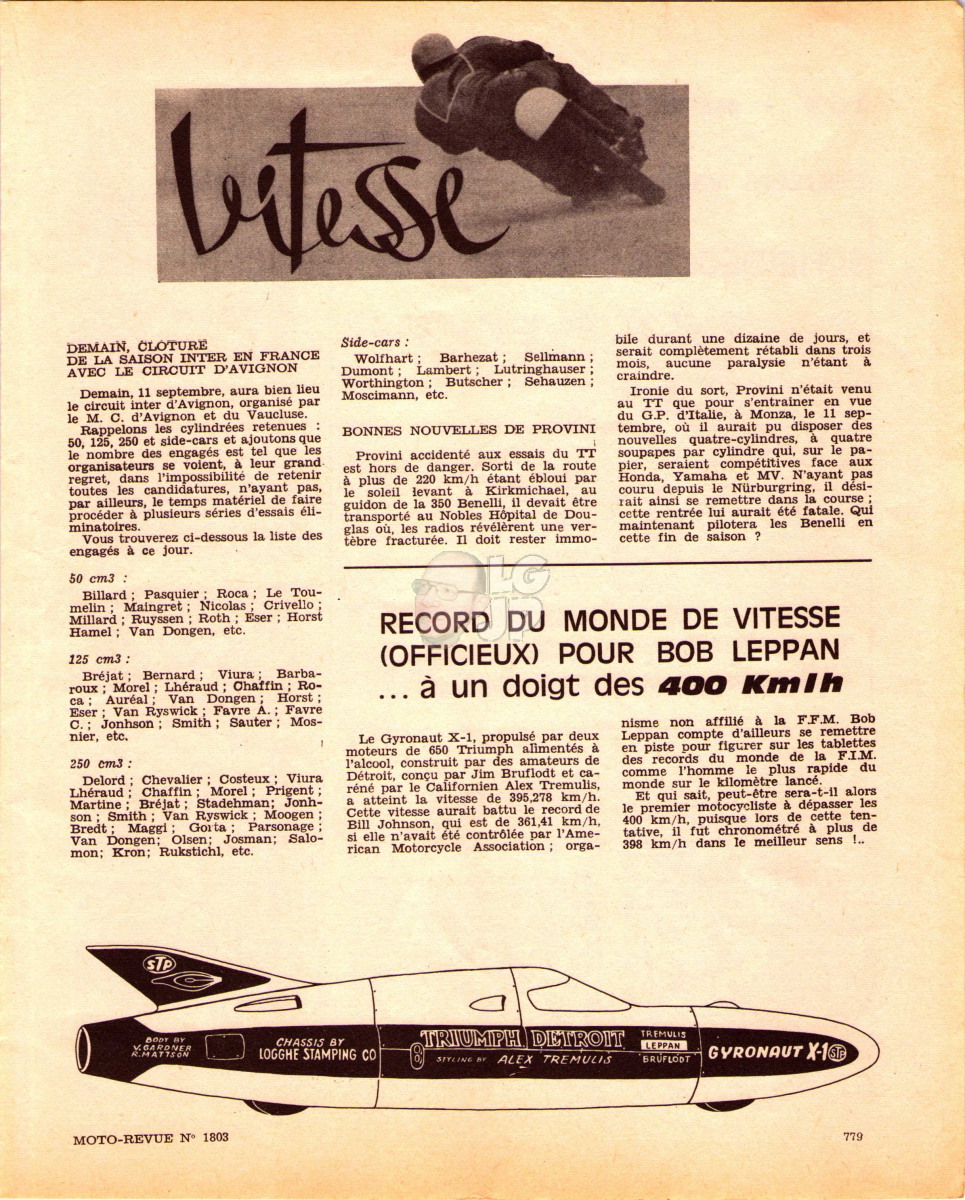 Vitesse
DEMAIN, CLOTURE
DE LA SAISON INTER EN FRANCE
AVEC LE CIRCUIT D'AVIGNON
Demain, 11 septembre, aura bien lieu
le circuit inter d'Avignon, organisé par
le M. C. d'Avignon et du Vaucluse.
Rappelons les cylindrées retenues :
50, 125, 250 et side-cars et ajoutons que
le nombre des engagés est tel que les
organisateurs se voient, à leur grand
regret, dans l'impossibilité de retenir
toutes les candidatures, n'ayant pas,
par ailleurs, le temps matériel de faire
procéder à plusieurs séries d'essais éli-
minatoires.
Vous trouverez ci-dessous la liste des
engagés à ce jour.
50 cm3 :
Billard ; Pasquier ; Roca ; Le Tou-
melin ; Maingret ; Nicolas ; Crivello ;
Millard ; Ruyssen ; Roth ; Eser ; Horst
Hamel ; Van Dongen, etc.
125 cm3 :
Bréjat ; Bernard ; Viura ; Barba-
roux ; Morel ; Lhéraud ; Chaffin ; Ro-
ca ; Auréal ; Van Dongen ; Horst ;
Eser ; Van Ryswick ; Favre A. ; Favre
C. ; Jonhson ; Smith ; Sauter ; Mos-
nier, etc.
250 cm3 :
Delord ; Chevalier ; Costeux ; Viura
Lhéraud ; Chaffin ; Morel ; Prigent ;
Martine ; Bréjat ; Stadehman ; Jonh-
son ; Smith ; Van Ryswick ; Moogen ;
Bredt ; Maggi ; Gorta ; Parsonage ;
Van Dongen; Olsen; Josman; Salo-
mon; Kron; Rukstichl, etc.
Side-cars :
Wolfhart ; Barhezat ; Sellmann ;
Dumont ; Lambert ; Lutringhauser ;
Worthington ; Butscher ; Sehauzen ;
Moscimann, etc.
BONNES NOUVELLES DE PROVINI
Provini accidenté aux essais du TT
est hors de danger. Sorti de la route
à plus de 220 km/h étant ébloui par
le soleil levant à Kirkmichael, au
guidon de la 350 Benelli, il devait être
transporté au Nobles Hôpital de Dou-
glas où, les radios révélèrent une ver-
tèbre fracturée. Il doit rester immo-
bile durant une dizaine de jours, et
serait complètement rétabli dans trois
mois, aucune paralysie n'étant à
craindre.
Ironie du sort, Provini n'était venu
au TT que pour s'entraîner en vue
du G.P. d'Italie, à Monza, le 11 sep-
tembre, où il aurait pu disposer des
nouvelles quatre-cylindres, à quatre
soupapes par cylindre qui, sur le pa-
pier, seraient compétitives face aux
Honda, Yamaha et MV. N'ayant pas
couru depuis le Nürburgring, il dési-
rait ainsi se remettre dans la course ;
cette rentrée lui aurait été fatale. Qui
maintenant pilotera les Benelli en
cette fin de saison ?
LG
JP
RECORD DU MONDE DE VITESSE
(OFFICIEUX) POUR BOB LEPPAN
... à un doigt des 400 Km/h
Le Gyronaut X-1, propulsé par deux
moteurs de 650 Triumph alimentés à
l'alcool, construit par des amateurs de
Détroit, conçu par Jim Bruflodt et ca-
réné par le Californien Alex Tremulis,
a atteint la vitesse de 395,278 km/h.
Cette vitesse aurait battu le record de
Bill Johnson, qui est de 361,41 km/h,
si elle n'avait été contrôlée par l'Ame-
rican Motorcycle Association ; orga-
nisme non affilié à la F.F.M. Bob
Leppan compte d'ailleurs se remettre
en piste pour figurer sur les tablettes
des records du monde de la F.I.M.
comme l'homme le plus rapide du
monde sur le kilomètre lancé.
Et qui sait, peut-être sera-t-il alors
le premier motocycliste à dépasser les
400 km/h, puisque lors de cette ten-
tative, il fut chronométré à plus de
398 km/h dans le meilleur sens !..
STP
BODY BY
V. GARDNER
R. MATTSON
CHASSIS BY
LOGGHE STAMPING CO
8
TRIUMPH DETROIT
STYLING BY ALEX TREMULIS
TREMULIS
LEPPAN
BRUFLODT
GYRONAUT X-1 STP
MOTO-REVUE N° 1803
779